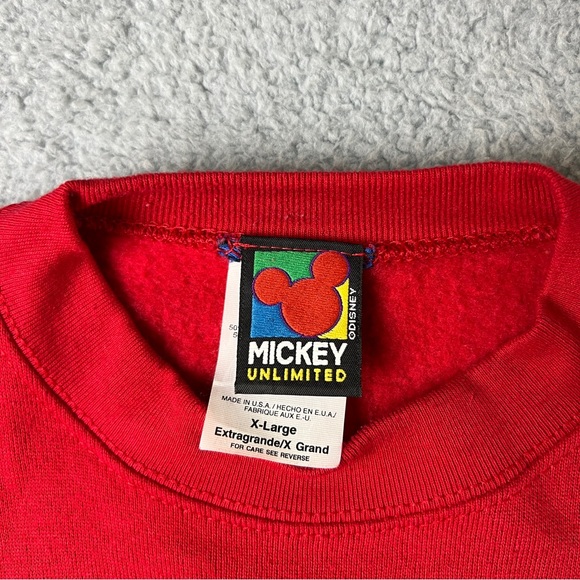 ©DISNEY
MICKEY
UNLIMITED
MADE IN U.S.A. / HECHO EN E.U.A./
FABRIQUE AUX E.-U.
X-Large
Extragrande/X Grand
FOR CARE SEE REVERSE